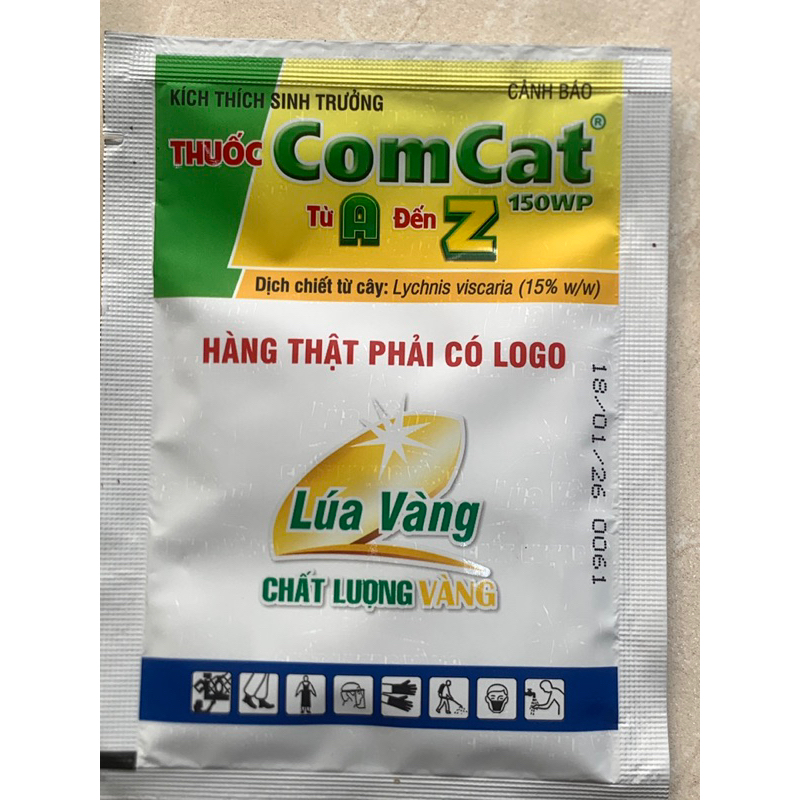 KÍCH THÍCH SINH TRƯỞNG
CẢNH BÁO
THUỐC ComCat®
Từ A Đến Z 150WP
Dịch chiết từ cây: Lychnis viscaria (15% w/w)
HÀNG THẬT PHẢI CÓ LOGO
18/01/26 0061
Lúa Vàng
CHẤT LƯỢNG VÀNG